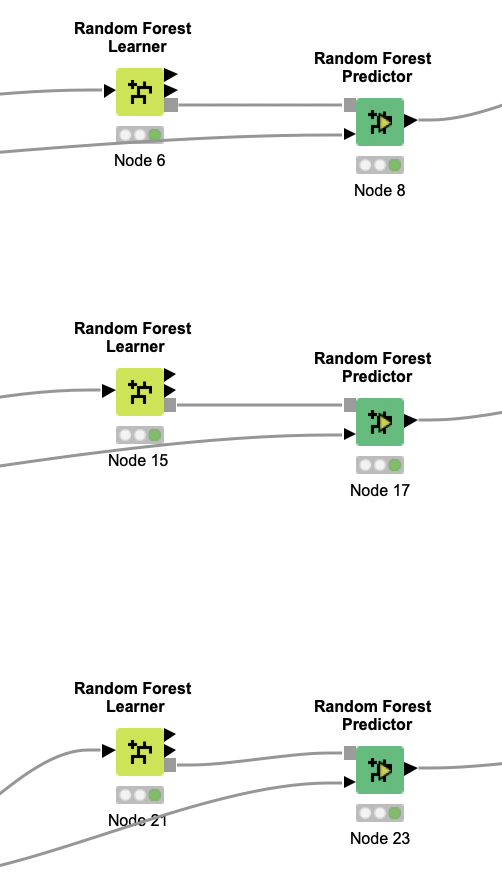 Random Forest
Learner
Random Forest
Predictor
Node 6
Node 8
Random Forest
Learner
Random Forest
Predictor
Node 15
Node 17
Random Forest
Learner
Random Forest
Predictor
Node 21
Node 23